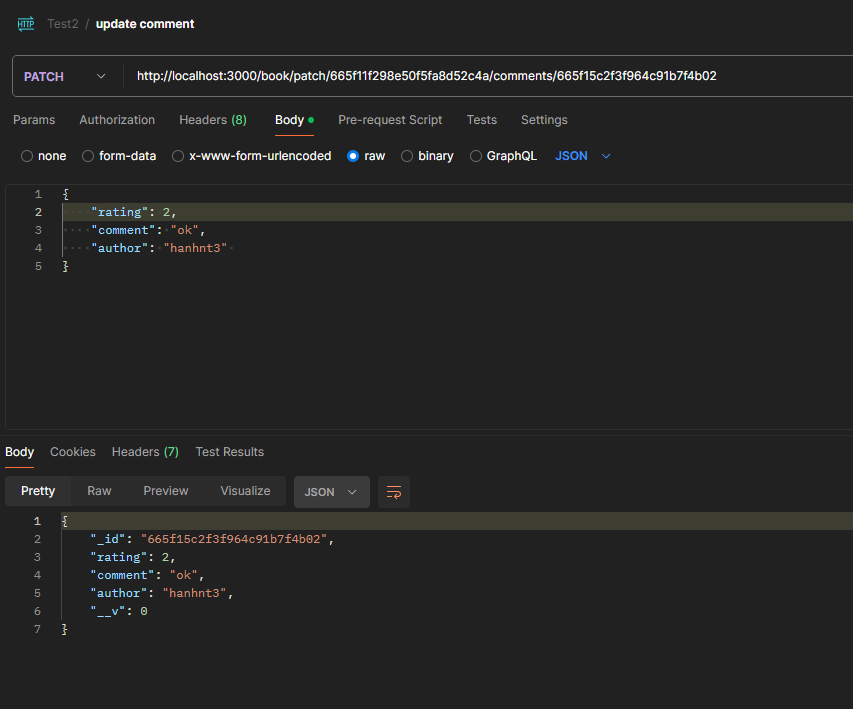 HTTP Test2 / update comment
PATCH http://localhost:3000/book/patch/665f11f298e50f5fa8d52c4a/comments/665f15c2f3f964c91b7f4b02
Params Authorization Headers (8) Body Pre-request Script Tests Settings
none form-data x-www-form-urlencoded raw binary GraphQL JSON
1 {
2 "rating": 2,
3 "comment": "ok",
4 "author": "hanhnt3"
5 }
Body Cookies Headers (7) Test Results
Pretty Raw Preview Visualize JSON
1 {
2 "_id": "665f15c2f3f964c91b7f4b02",
3 "rating": 2,
4 "comment": "ok",
5 "author": "hanhnt3",
6 "__v": 0
7 }